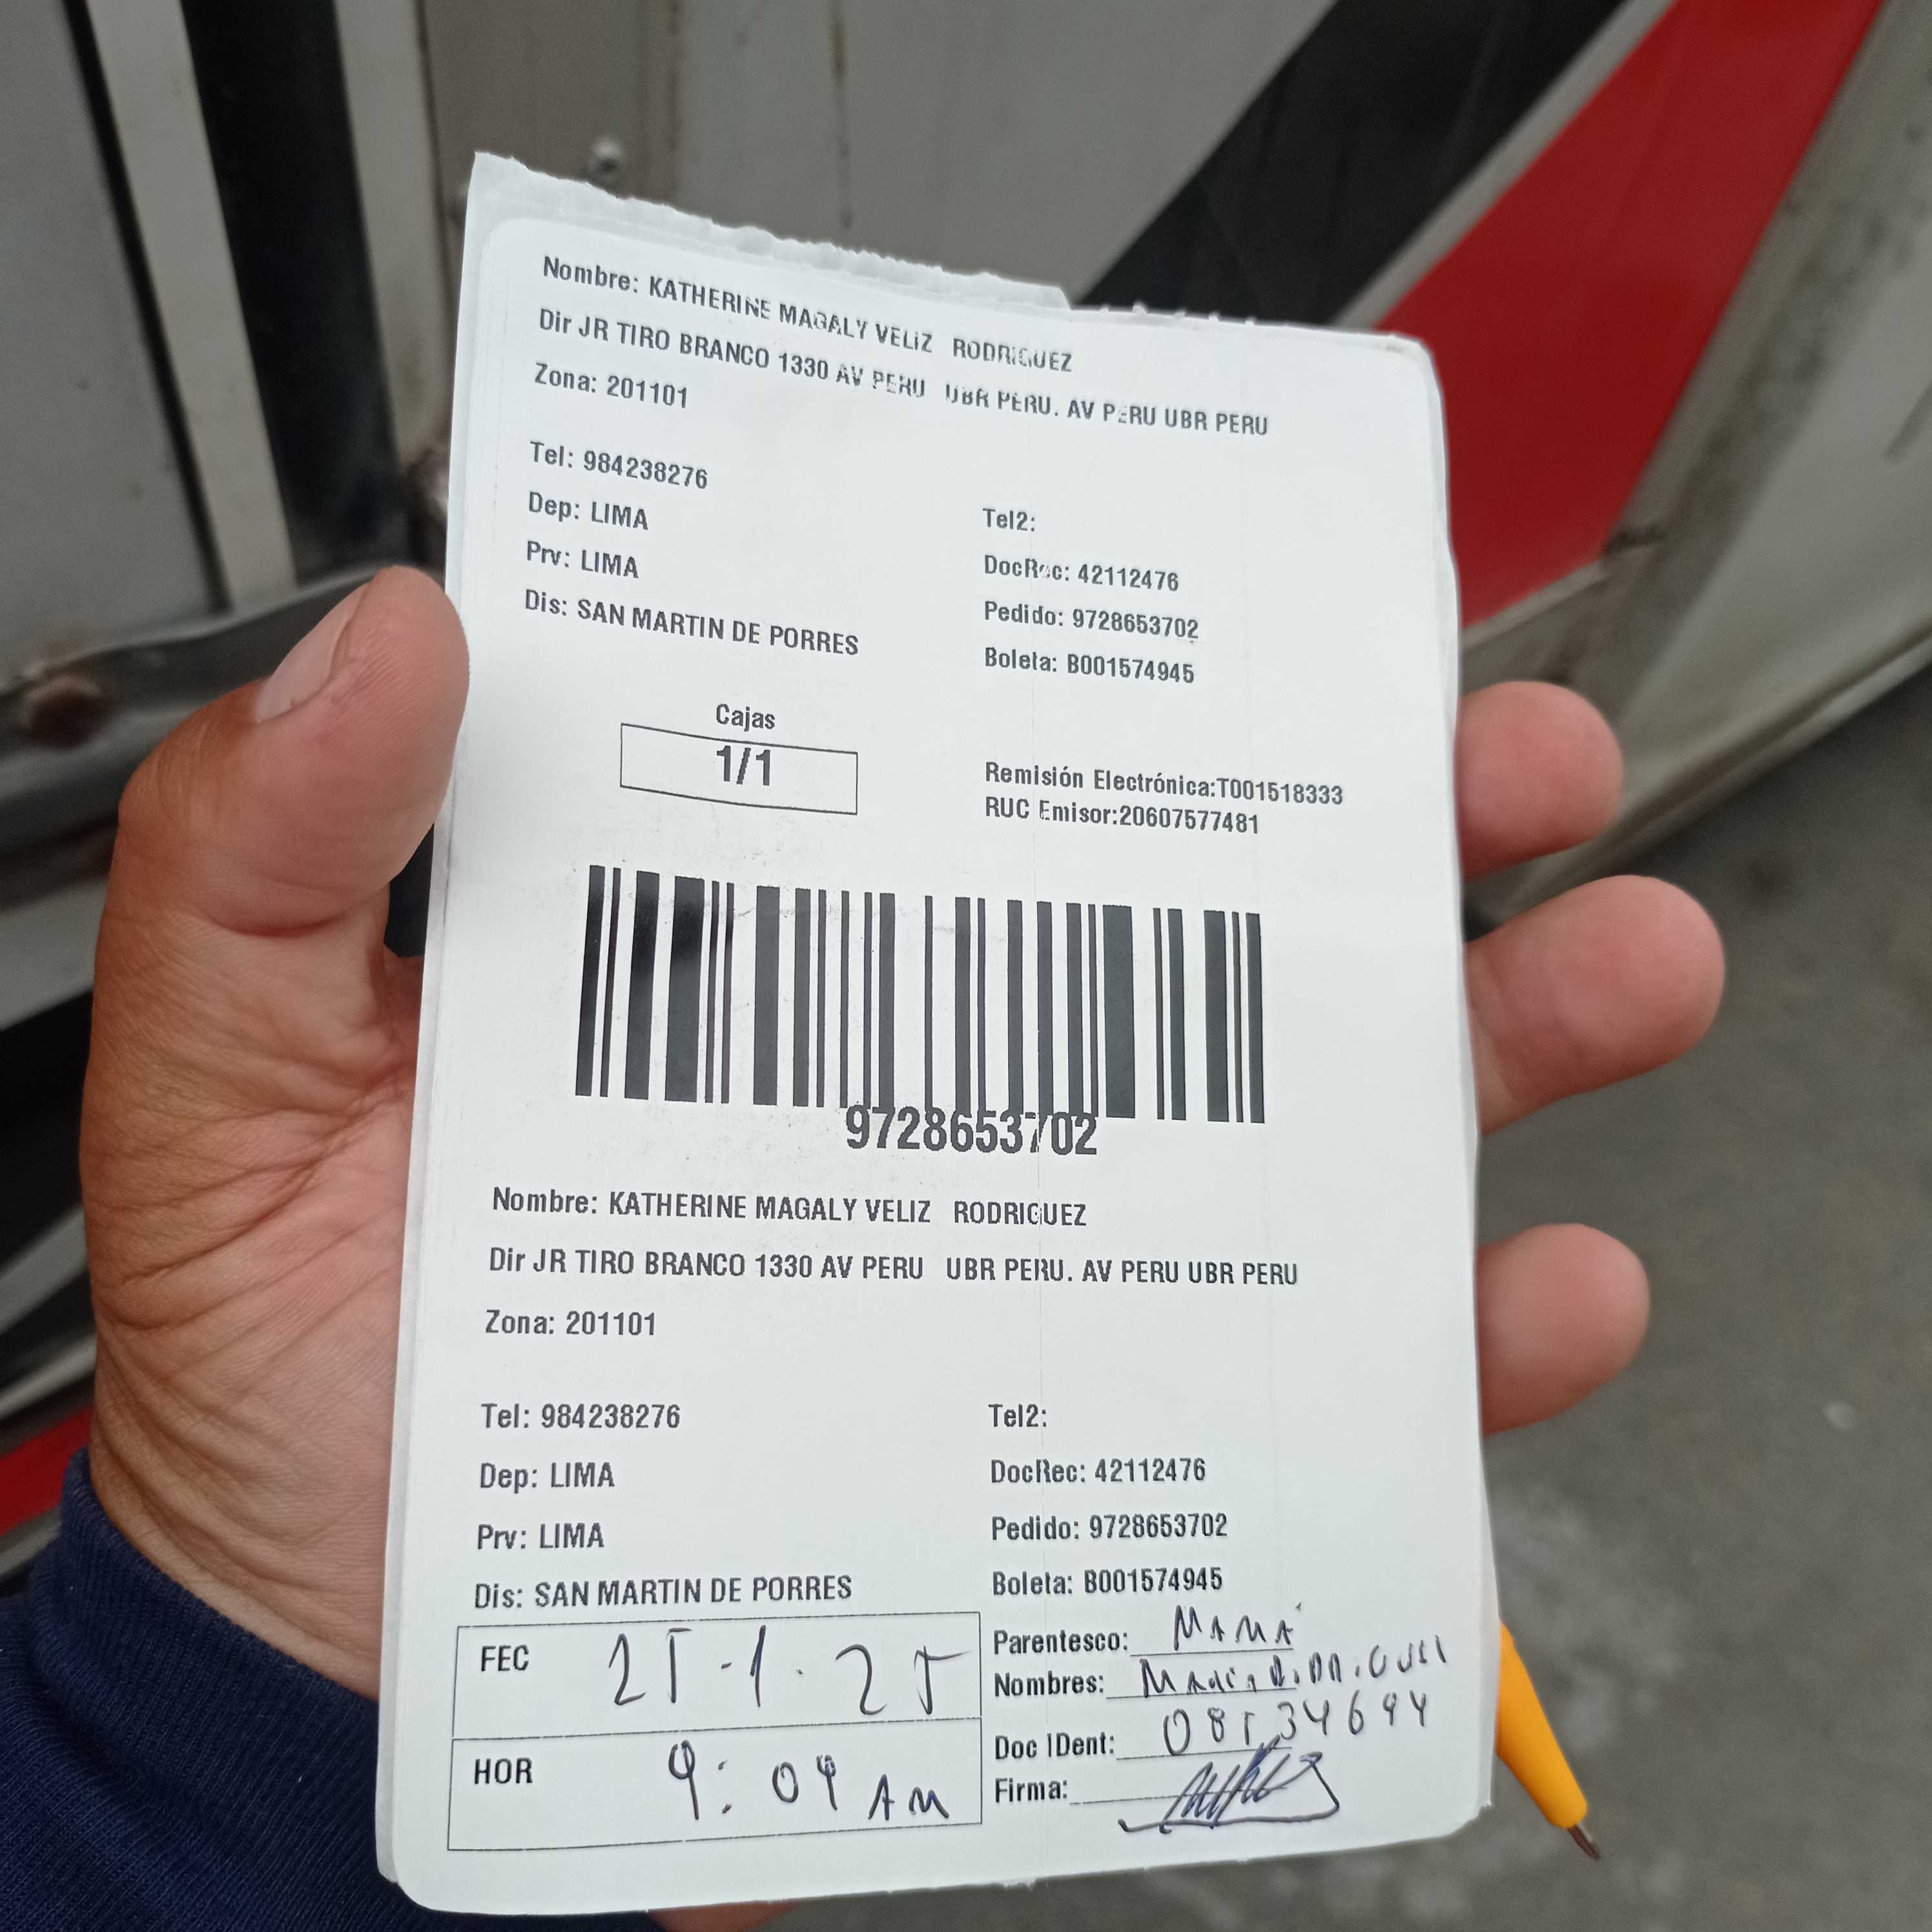 Nombre: KATHERINE MAGALY VELIZ RODRIGUEZ
Dir JR TIRO BRANCO 1330 AV PERU UBR PERU. AV PERU UBR PERU
Zona: 201101
Tel: 984238276
Tel2:
Dep: LIMA
DocRec: 42112476
Prv: LIMA
Pedido: 9728653702
Dis: SAN MARTIN DE PORRES
Boleta: B001574945
Cajas
1/1
Remisión Electrónica:T001518333
RUC Emisor:20607577481
9728653702
Nombre: KATHERINE MAGALY VELIZ RODRIGUEZ
Dir JR TIRO BRANCO 1330 AV PERU UBR PERU. AV PERU UBR PERU
Zona: 201101
Tel: 984238276
Tel2:
Dep: LIMA
DocRec: 42112476
Prv: LIMA
Pedido: 9728653702
Dis: SAN MARTIN DE PORRES
Boleta: B001574945
FEC 25-1-25
Parentesco: MAMÁ
Nombres:
HOR 9:09 AM
Doc IDent:
Firma: